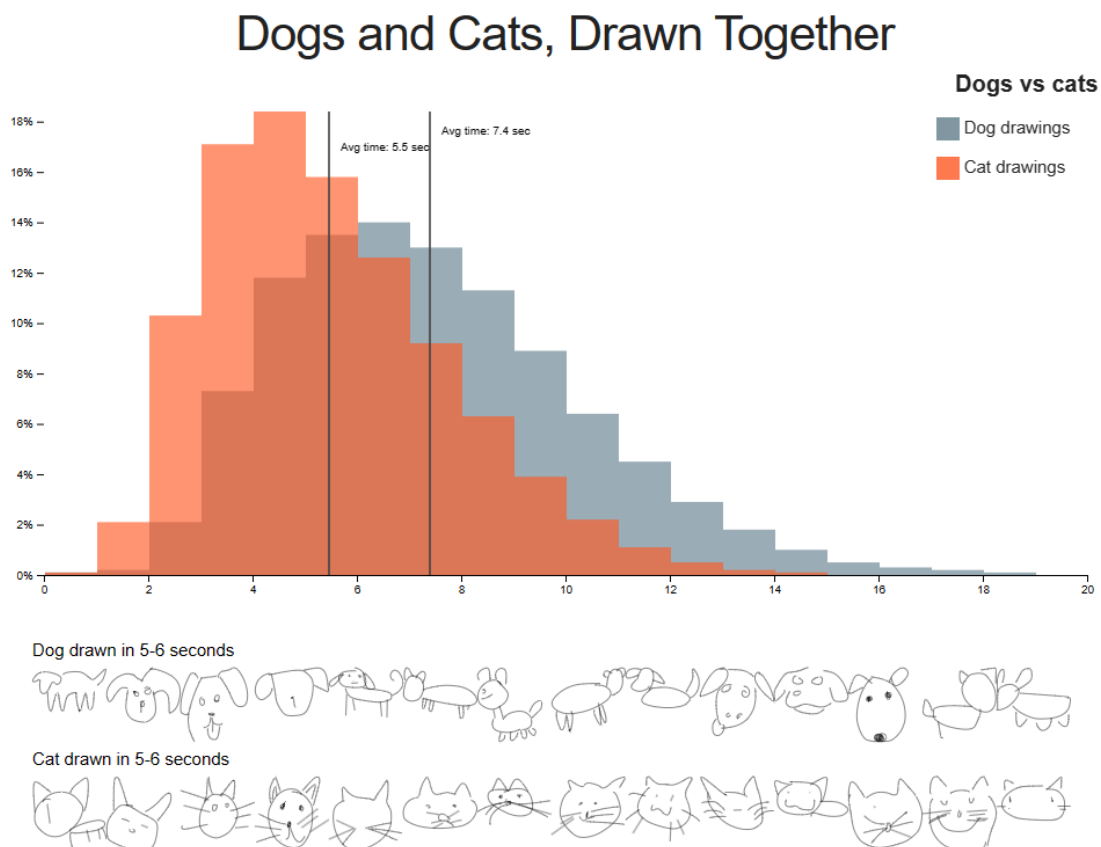 Dogs and Cats, Drawn Together
Dogs vs cats
Dog drawings
Cat drawings
Avg time: 5.5 sec
Avg time: 7.4 sec
18%
16%
14%
12%
10%
8%
6%
4%
2%
0%
0 2 4 6 8 10 12 14 16 18 20
Dog drawn in 5-6 seconds
Cat drawn in 5-6 seconds